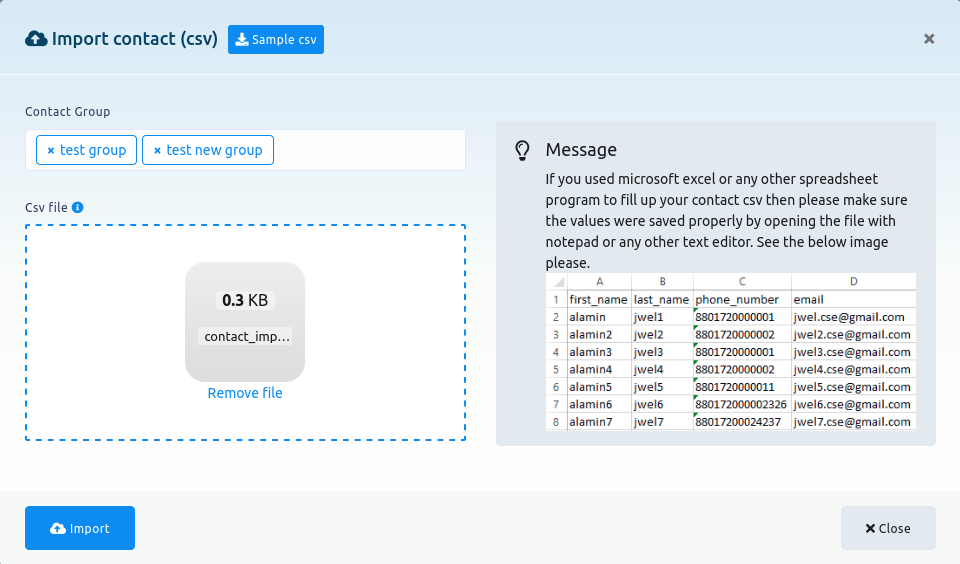 Import contact (csv)
Sample csv
×
Contact Group
× test group
× test new group
Csv file
0.3 KB
contact_imp...
Remove file
Message
If you used microsoft excel or any other spreadsheet
program to fill up your contact csv then please make sure
the values were saved properly by opening the file with
notepad or any other text editor. See the below image
please.
A B C D
1 first_name last_name phone_number email
2 alamin jwel1 8801720000001 jwel.cse@gmail.com
3 alamin2 jwel2 8801720000002 jwel2.cse@gmail.com
4 alamin3 jwel3 8801720000001 jwel3.cse@gmail.com
5 alamin4 jwel4 8801720000002 jwel4.cse@gmail.com
6 alamin5 jwel5 8801720000011 jwel5.cse@gmail.com
7 alamin6 jwel6 880172000002326 jwel6.cse@gmail.com
8 alamin7 jwel7 88017200024237 jwel7.cse@gmail.com
Import
× Close